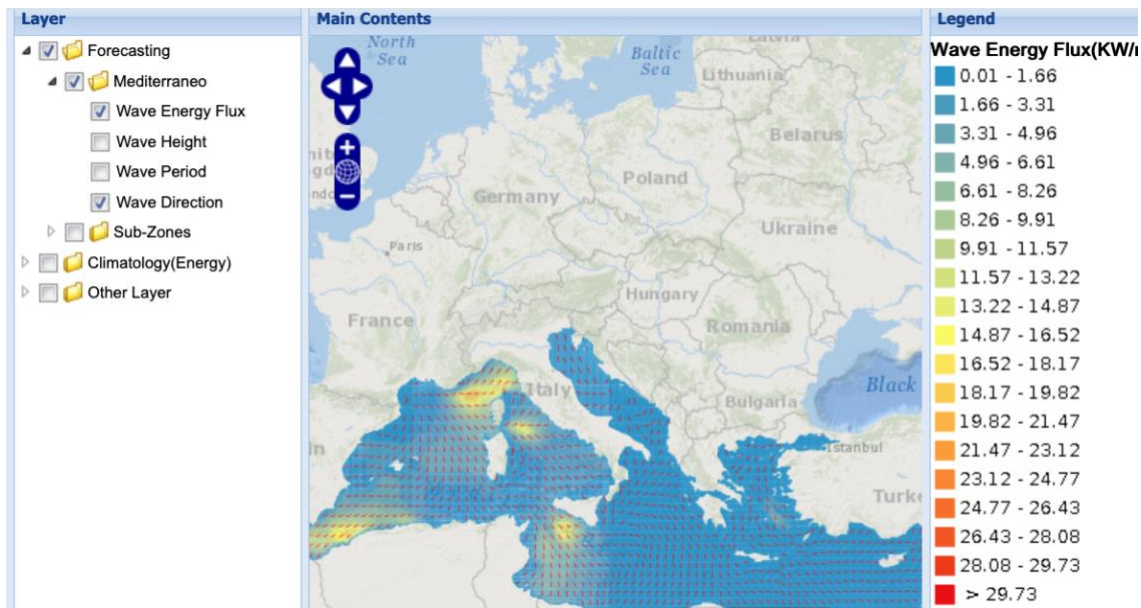 Layer
Forecasting
Mediterraneo
Wave Energy Flux
Wave Height
Wave Period
Wave Direction
Sub-Zones
Climatology(Energy)
Other Layer
Main Contents
North
Sea
Baltic
Sea
Latvia
Lithuania
Belarus
Germany
Poland
Ukraine
Paris
Hungary
France
Romania
Italy
Black
Bulgaria
Istanbul
Legend
Wave Energy Flux(KW/
0.01 - 1.66
1.66 - 3.31
3.31 - 4.96
4.96 - 6.61
6.61 - 8.26
8.26 - 9.91
9.91 - 11.57
11.57 - 13.22
13.22 - 14.87
14.87 - 16.52
16.52 - 18.17
18.17 - 19.82
19.82 - 21.47
21.47 - 23.12
23.12 - 24.77
24.77 - 26.43
26.43 - 28.08
28.08 - 29.73
> 29.73